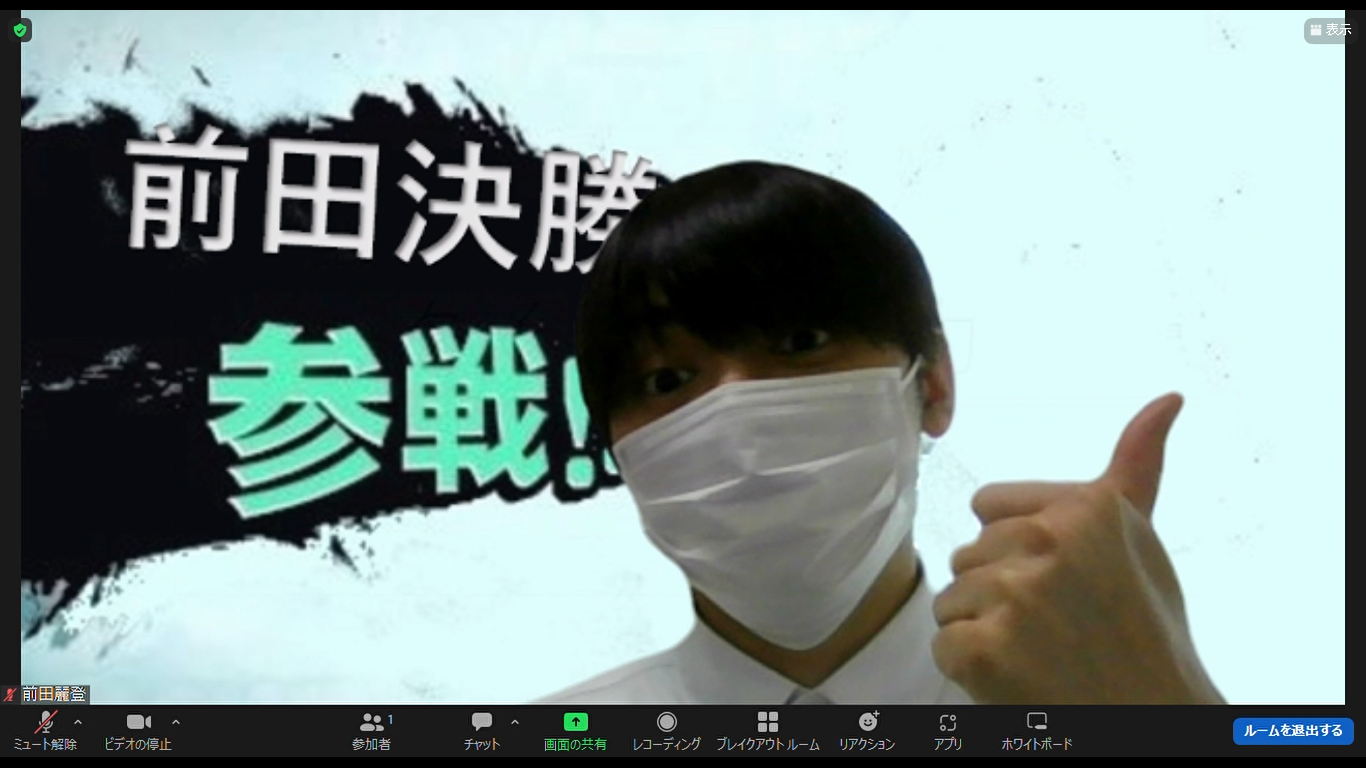 表示
前田決勝
参戦!!
前田麗登
ミュート解除
ビデオの停止
1
参加者
チャット
画面の共有
レコーディング
ブレイクアウト ルーム
リアクション
アプリ
ホワイトボード
ルームを退出する